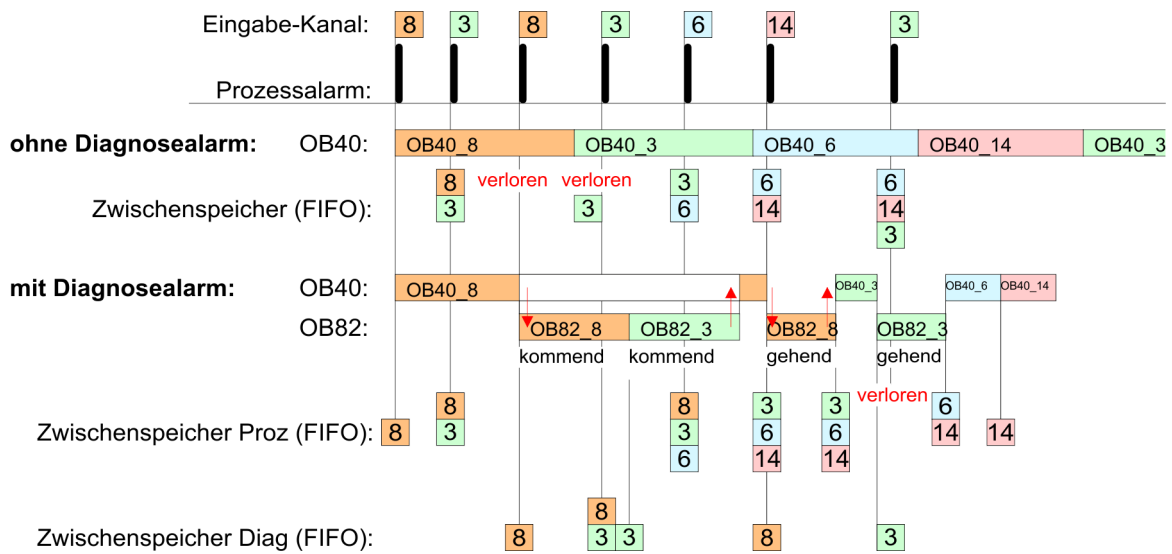 Eingabe-Kanal: 8 3 8 3 6 14 3
Prozessalarm:
ohne Diagnosealarm: OB40: OB40_8 OB40_3 OB40_6 OB40_14 OB40_3
8 verloren verloren 3 6 6
Zwischenspeicher (FIFO): 3 3 6 14 14
3
mit Diagnosealarm: OB40: OB40_8 OB40_3 OB40_6 OB40_14
OB82: OB82_8 OB82_3 OB82_8 OB82_3
kommend kommend gehend gehend
verloren
8 8 3 3 6
Zwischenspeicher Proz (FIFO): 8 3 3 6 6 14 14
6 14 14
8
Zwischenspeicher Diag (FIFO): 8 3 3 8 3